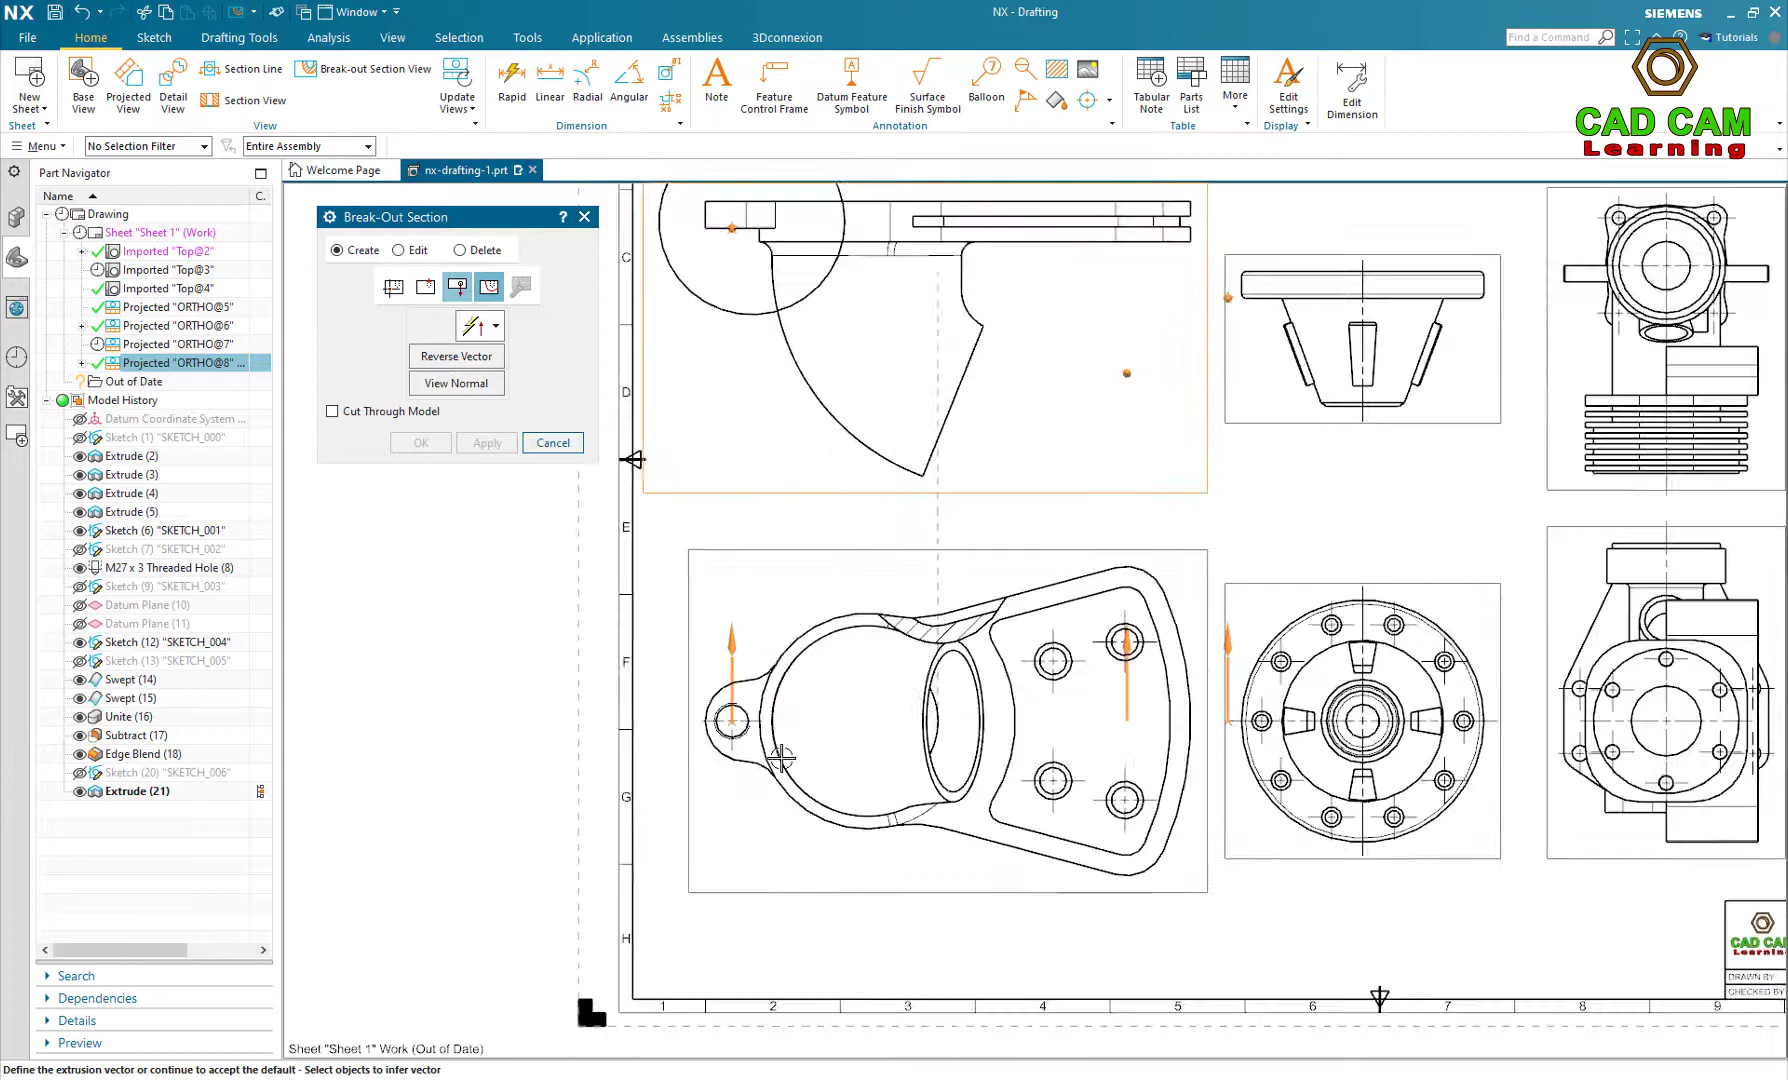 NX
Window
NX - Drafting
SIEMENS
File
Home
Sketch
Drafting Tools
Analysis
View
Selection
Tools
Application
Assemblies
3Dconnexion
Find a Command
Tutorials
New
Sheet
Base
View
Projected
View
Detail
View
Section Line
Section View
Break-out Section View
Update
Views
Rapid
Linear
Radial
Angular
Note
Feature
Control Frame
Datum Feature
Symbol
Surface
Finish Symbol
Balloon
Tabular
Note
Parts
List
More
Edit
Settings
Edit
Dimension
Sheet
View
Dimension
Annotation
Table
Display
CAD CAM
Learning
Menu
No Selection Filter
Entire Assembly
Part Navigator
Welcome Page
nx-drafting-1.prt
Name
C.
Drawing
Sheet "Sheet 1" (Work)
Imported "Top@2"
Imported "Top@3"
Imported "Top@4"
Projected "ORTHO@5"
Projected "ORTHO@6"
Projected "ORTHO@7"
Projected "ORTHO@8" ...
Out of Date
Model History
Datum Coordinate System ...
Sketch (1) "SKETCH_000"
Extrude (2)
Extrude (3)
Extrude (4)
Extrude (5)
Sketch (6) "SKETCH_001"
Sketch (7) "SKETCH_002"
M27 x 3 Threaded Hole (8)
Sketch (9) "SKETCH_003"
Datum Plane (10)
Datum Plane (11)
Sketch (12) "SKETCH_004"
Sketch (13) "SKETCH_005"
Swept (14)
Swept (15)
Unite (16)
Subtract (17)
Edge Blend (18)
Sketch (20) "SKETCH_006"
Extrude (21)
Search
Dependencies
Details
Preview
Break-Out Section
?
Create
Edit
Delete
Reverse Vector
View Normal
Cut Through Model
OK
Apply
Cancel
C
D
E
F
G
H
1
2
3
4
5
6
7
8
9
CAD CAM
Learning
DRAWN BY
CHECKED BY
Sheet "Sheet 1" Work (Out of Date)
Define the extrusion vector or continue to accept the default - Select objects to infer vector